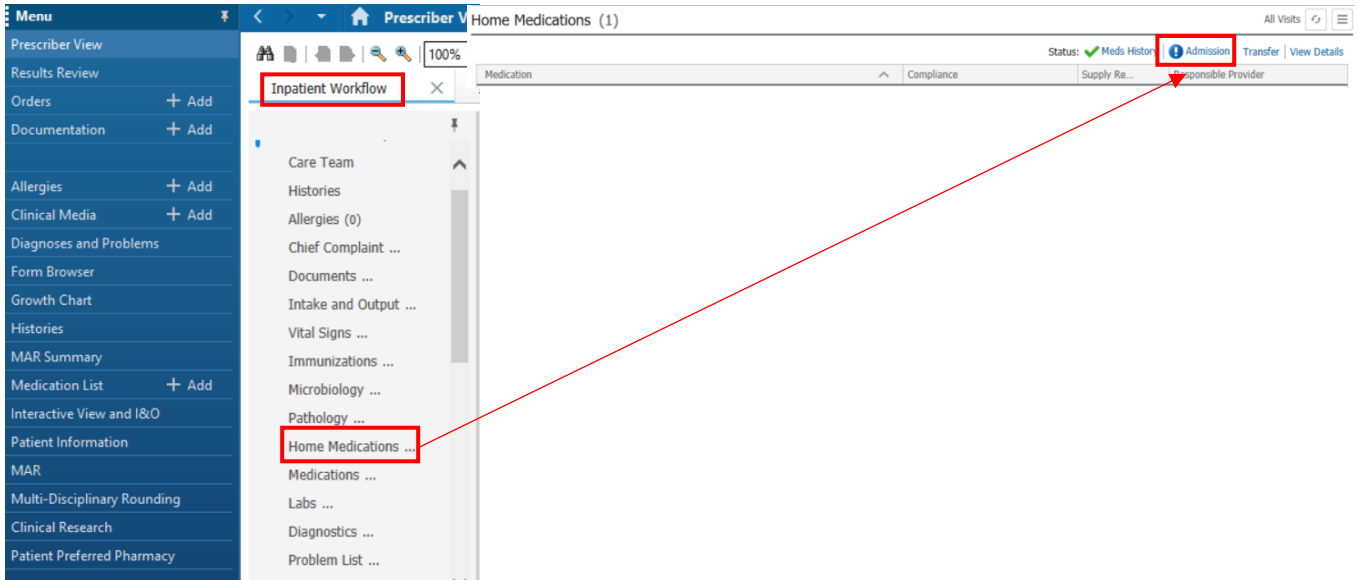 Menu
Prescriber View
Results Review
Orders + Add
Documentation + Add
Allergies + Add
Clinical Media + Add
Diagnoses and Problems
Form Browser
Growth Chart
Histories
MAR Summary
Medication List + Add
Interactive View and I&O
Patient Information
MAR
Multi-Disciplinary Rounding
Clinical Research
Patient Preferred Pharmacy
Prescriber V
100%
Inpatient Workflow
Care Team
Histories
Allergies (0)
Chief Complaint ...
Documents ...
Intake and Output ...
Vital Signs ...
Immunizations ...
Microbiology ...
Pathology ...
Home Medications ...
Medications ...
Labs ...
Diagnostics ...
Problem List ...
Home Medications (1)
All Visits
Status: Meds History Admission Transfer | View Details
Medication Compliance Supply Re... Responsible Provider